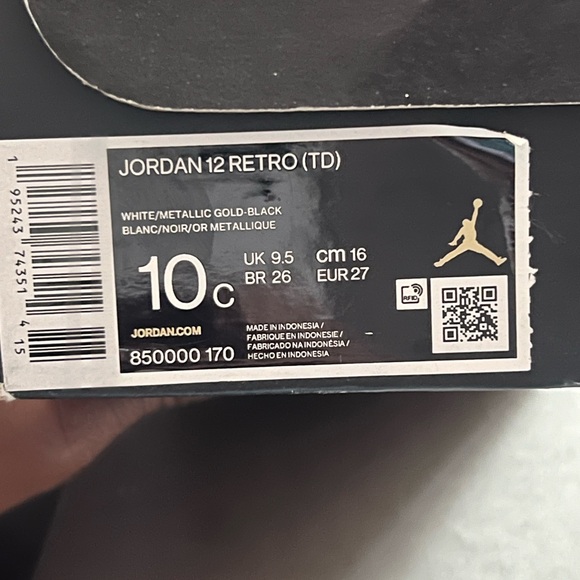 JORDAN 12 RETRO (TD)
WHITE/METALLIC GOLD-BLACK
BLANC/NOIR/OR METALLIQUE
10 C
UK 9.5 cm 16
BR 26 EUR 27
JORDAN.COM
850000 170
MADE IN INDONESIA /
FABRIQUE EN INDONESIE /
FABRICADO NA INDONÉSIA /
HECHO EN INDONESIA
RFID
1 95243 74351 4 15